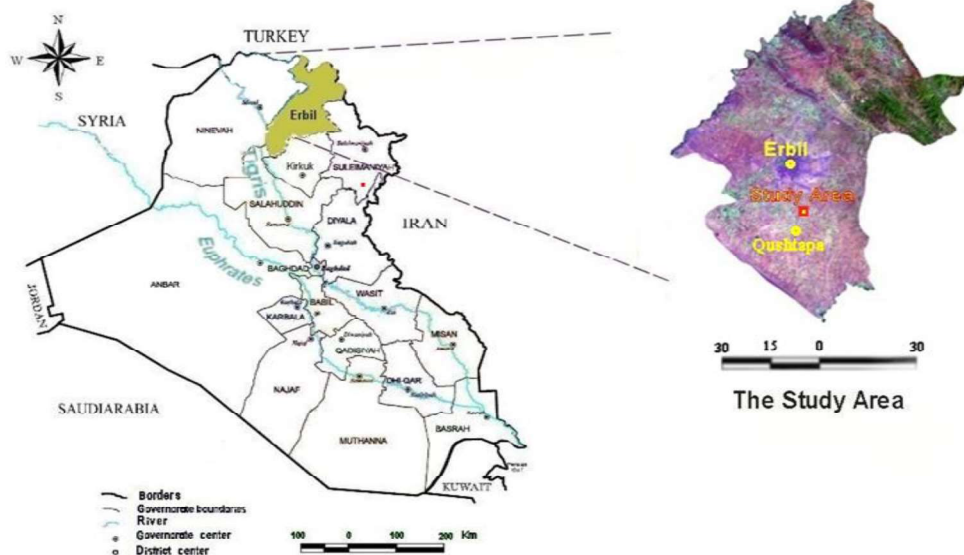 N
W E
S
TURKEY
SYRIA
Erbil
NINEVAH
Kirkuk
SULEIMANIYAH
Tigris
SALAHUDDIN
DIYALA
IRAN
Euphrates
BAGHDAD
Baghdad
ANBAR
WASIT
JORDAN
BABIL
KARBALA
MISAN
QADISIYAH
NAJAF
DHI-QAR
SAUDIARABIA
BASRAH
MUTHANNA
KUWAIT
Borders
Governorate boundaries
River
Governorate center
District center
100 0 100 200 Km
Erbil
Study Area
Qushtapa
30 15 0 30
The Study Area